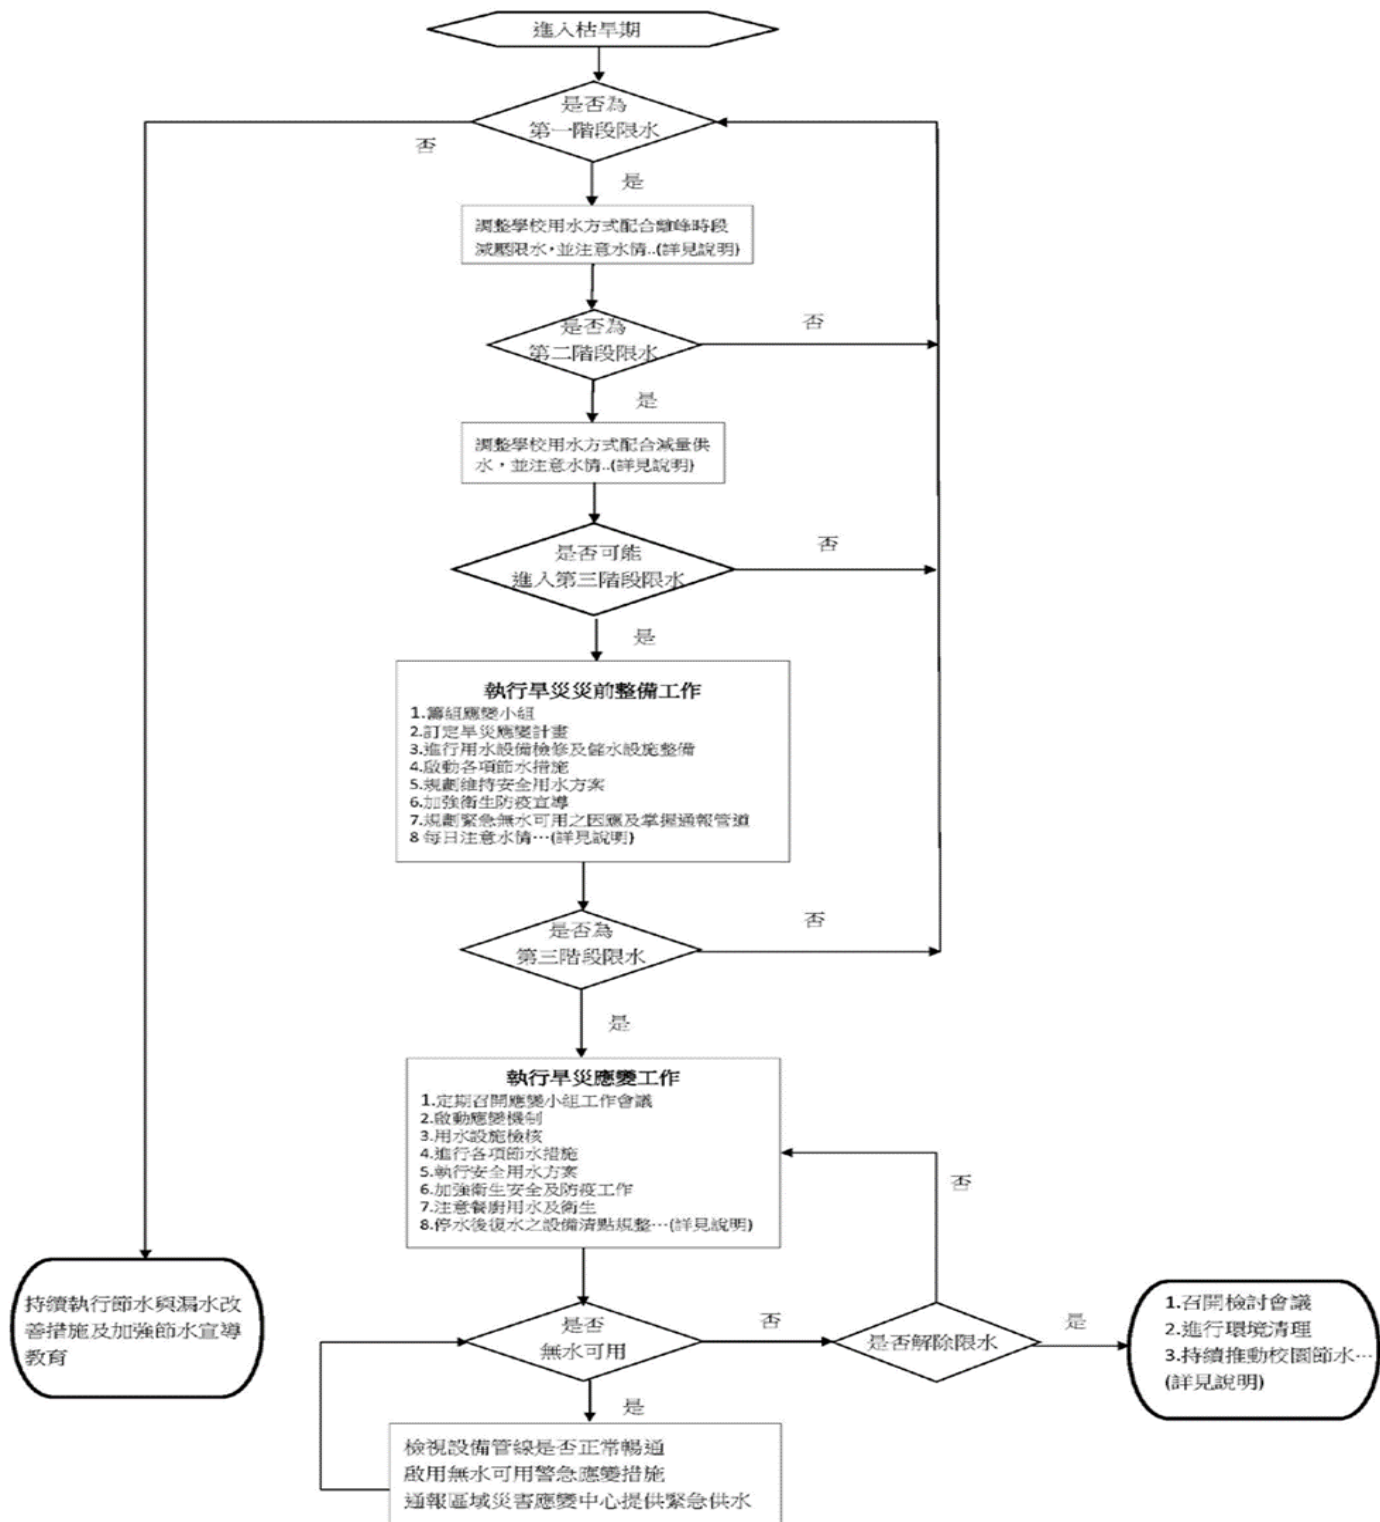 進入枯旱期
是否為
第一階段限水
否
是
調整學校用水方式配合離峰時段
減壓限水，並注意水情..(詳見說明)
是否為
第二階段限水
否
是
調整學校用水方式配合減量供
水，並注意水情..(詳見說明)
是否可能
進入第三階段限水
否
是
執行旱災災前整備工作
1.籌組應變小組
2.訂定旱災應變計畫
3.進行用水設備檢修及儲水設施整備
4.啟動各項節水措施
5.規劃維持安全用水方案
6.加強衛生防疫宣導
7.規劃緊急無水可用之因應及掌握通報管道
8 每日注意水情…(詳見說明)
是否為
第三階段限水
否
是
執行旱災應變工作
1.定期召開應變小組工作會議
2.啟動應變機制
3.用水設施檢核
4.進行各項節水措施
5.執行安全用水方案
6.加強衛生安全及防疫工作
7.注意餐廚用水及衛生
8.停水後復水之設備清點規整…(詳見說明)
否
持續執行節水與漏水改
善措施及加強節水宣導
教育
是否
無水可用
否
是否解除限水
是
1.召開檢討會議
2.進行環境清理
3.持續推動校園節水…
(詳見說明)
是
檢視設備管線是否正常暢通
啟用無水可用警急應變措施
通報區域災害應變中心提供緊急供水